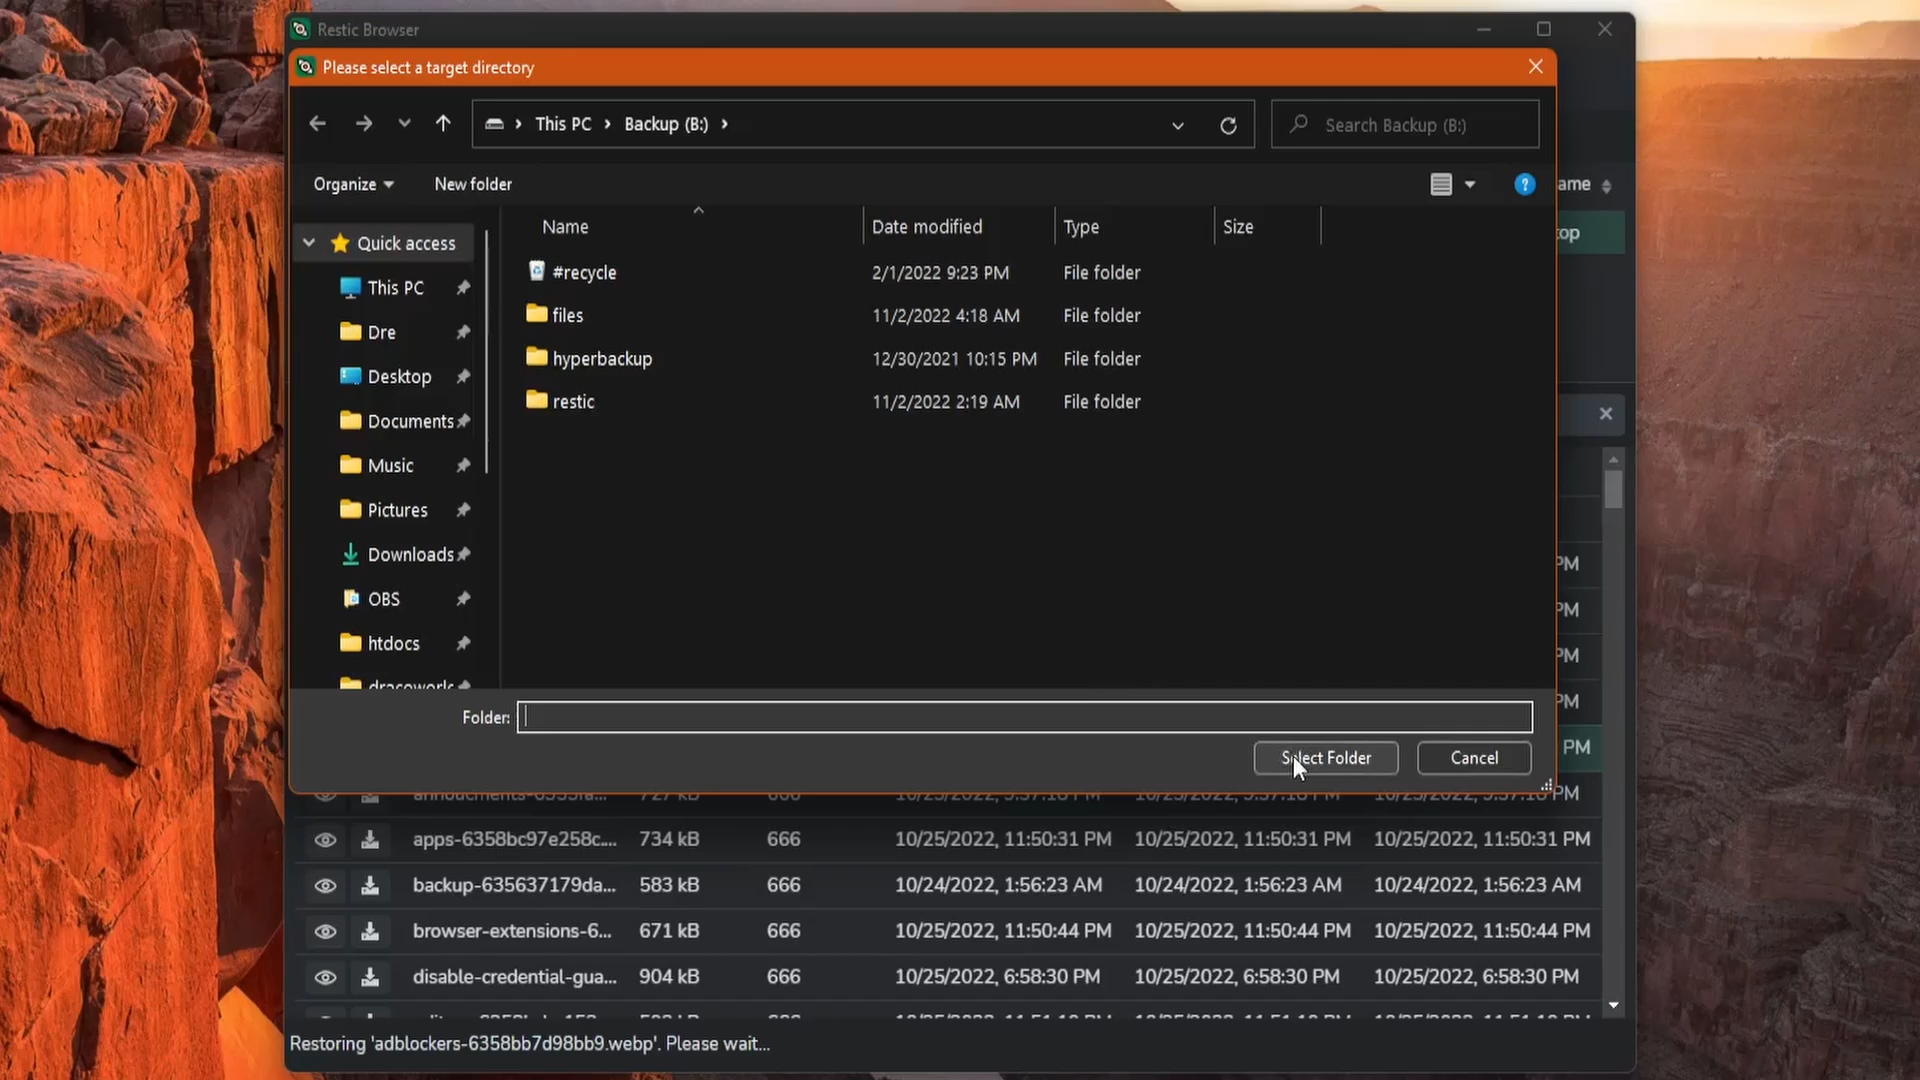 Restic Browser
Please select a target directory
This PC > Backup (B:) >
Search Backup (B:)
Organize
New folder
?
ame
Name
Date modified
Type
Size
op
Quick access
#recycle
2/1/2022 9:23 PM
File folder
This PC
files
11/2/2022 4:18 AM
File folder
Dre
hyperbackup
12/30/2021 10:15 PM
File folder
Desktop
restic
11/2/2022 2:19 AM
File folder
Documents
Music
Pictures
Downloads
PM
OBS
PM
htdocs
PM
PM
Folder:
PM
Select Folder
Cancel
PM
apps-6358bc97e258c.... 734 kB 666 10/25/2022, 11:50:31 PM 10/25/2022, 11:50:31 PM 10/25/2022, 11:50:31 PM
backup-635637179da... 583 kB 666 10/24/2022, 1:56:23 AM 10/24/2022, 1:56:23 AM 10/24/2022, 1:56:23 AM
browser-extensions-6... 671 kB 666 10/25/2022, 11:50:44 PM 10/25/2022, 11:50:44 PM 10/25/2022, 11:50:44 PM
disable-credential-gua... 904 kB 666 10/25/2022, 6:58:30 PM 10/25/2022, 6:58:30 PM 10/25/2022, 6:58:30 PM
Restoring 'adblockers-6358bb7d98bb9.webp'. Please wait...